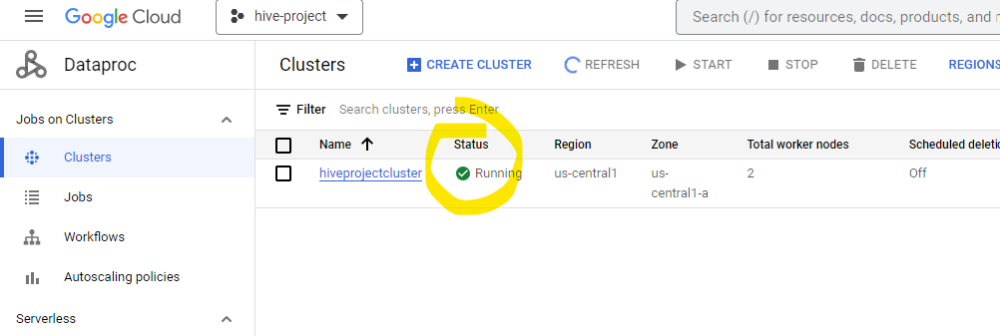 Google Cloud hive-project Search (/) for resources, docs, products, and
Dataproc Clusters CREATE CLUSTER REFRESH START STOP DELETE REGIONS
Filter Search clusters, press Enter
Jobs on Clusters
Name Status Region Zone Total worker nodes Scheduled deleti
Clusters
hiveprojectcluster Running us-central1 us-central1-a 2 Off
Jobs
Workflows
Autoscaling policies
Serverless